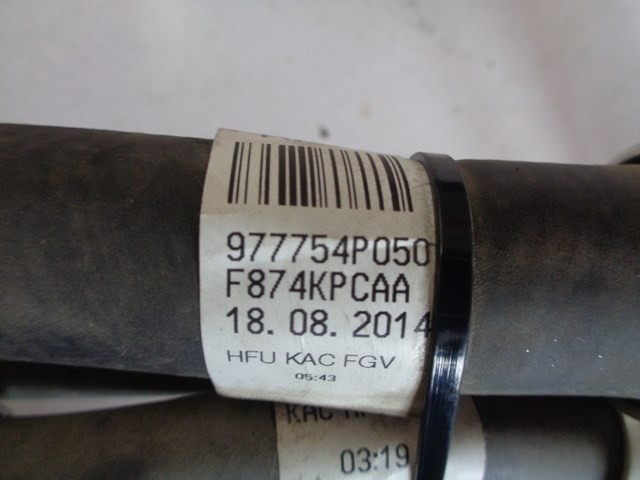 977754P050
F874KPCAA
18. 08. 2014
HFU KAC FGV
05:43
KAC
03:19